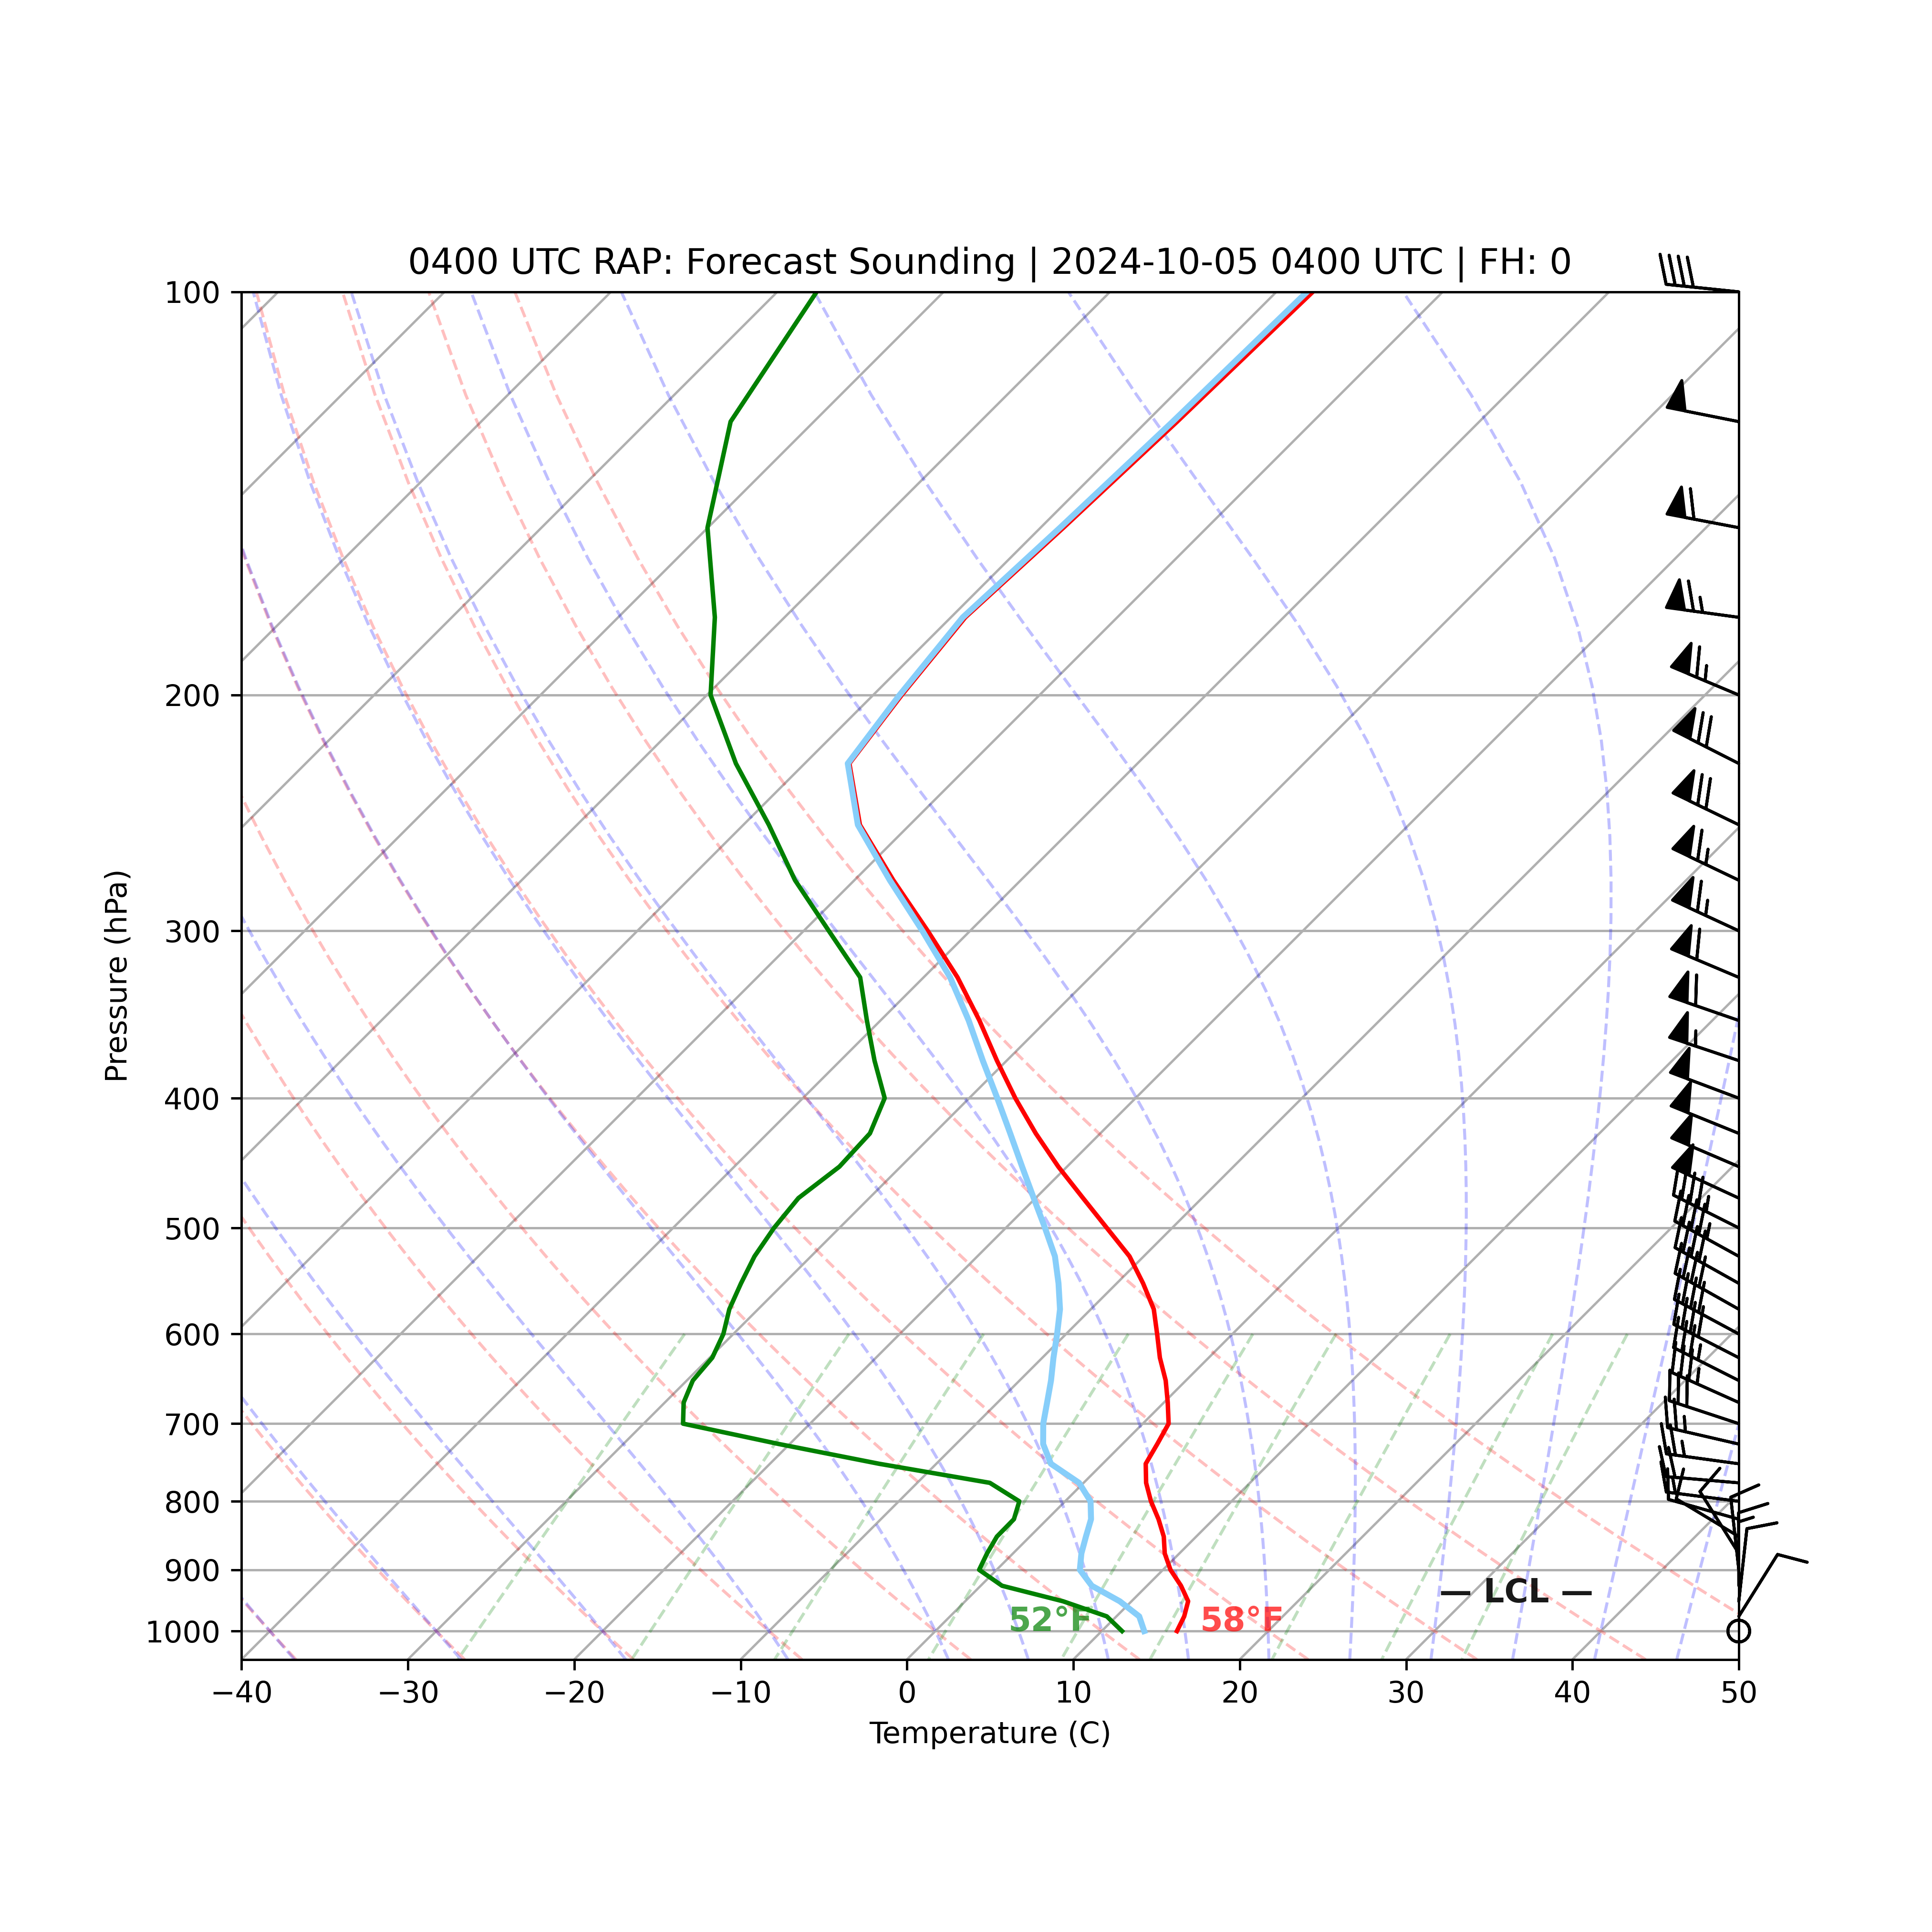 0400 UTC RAP: Forecast Sounding | 2024-10-05 0400 UTC | FH: 0
100
200
300
400
500
600
700
800
900
1000
Pressure (hPa)
— LCL —
52°F
58°F
−40 −30 −20 −10 0 10 20 30 40 50
Temperature (C)